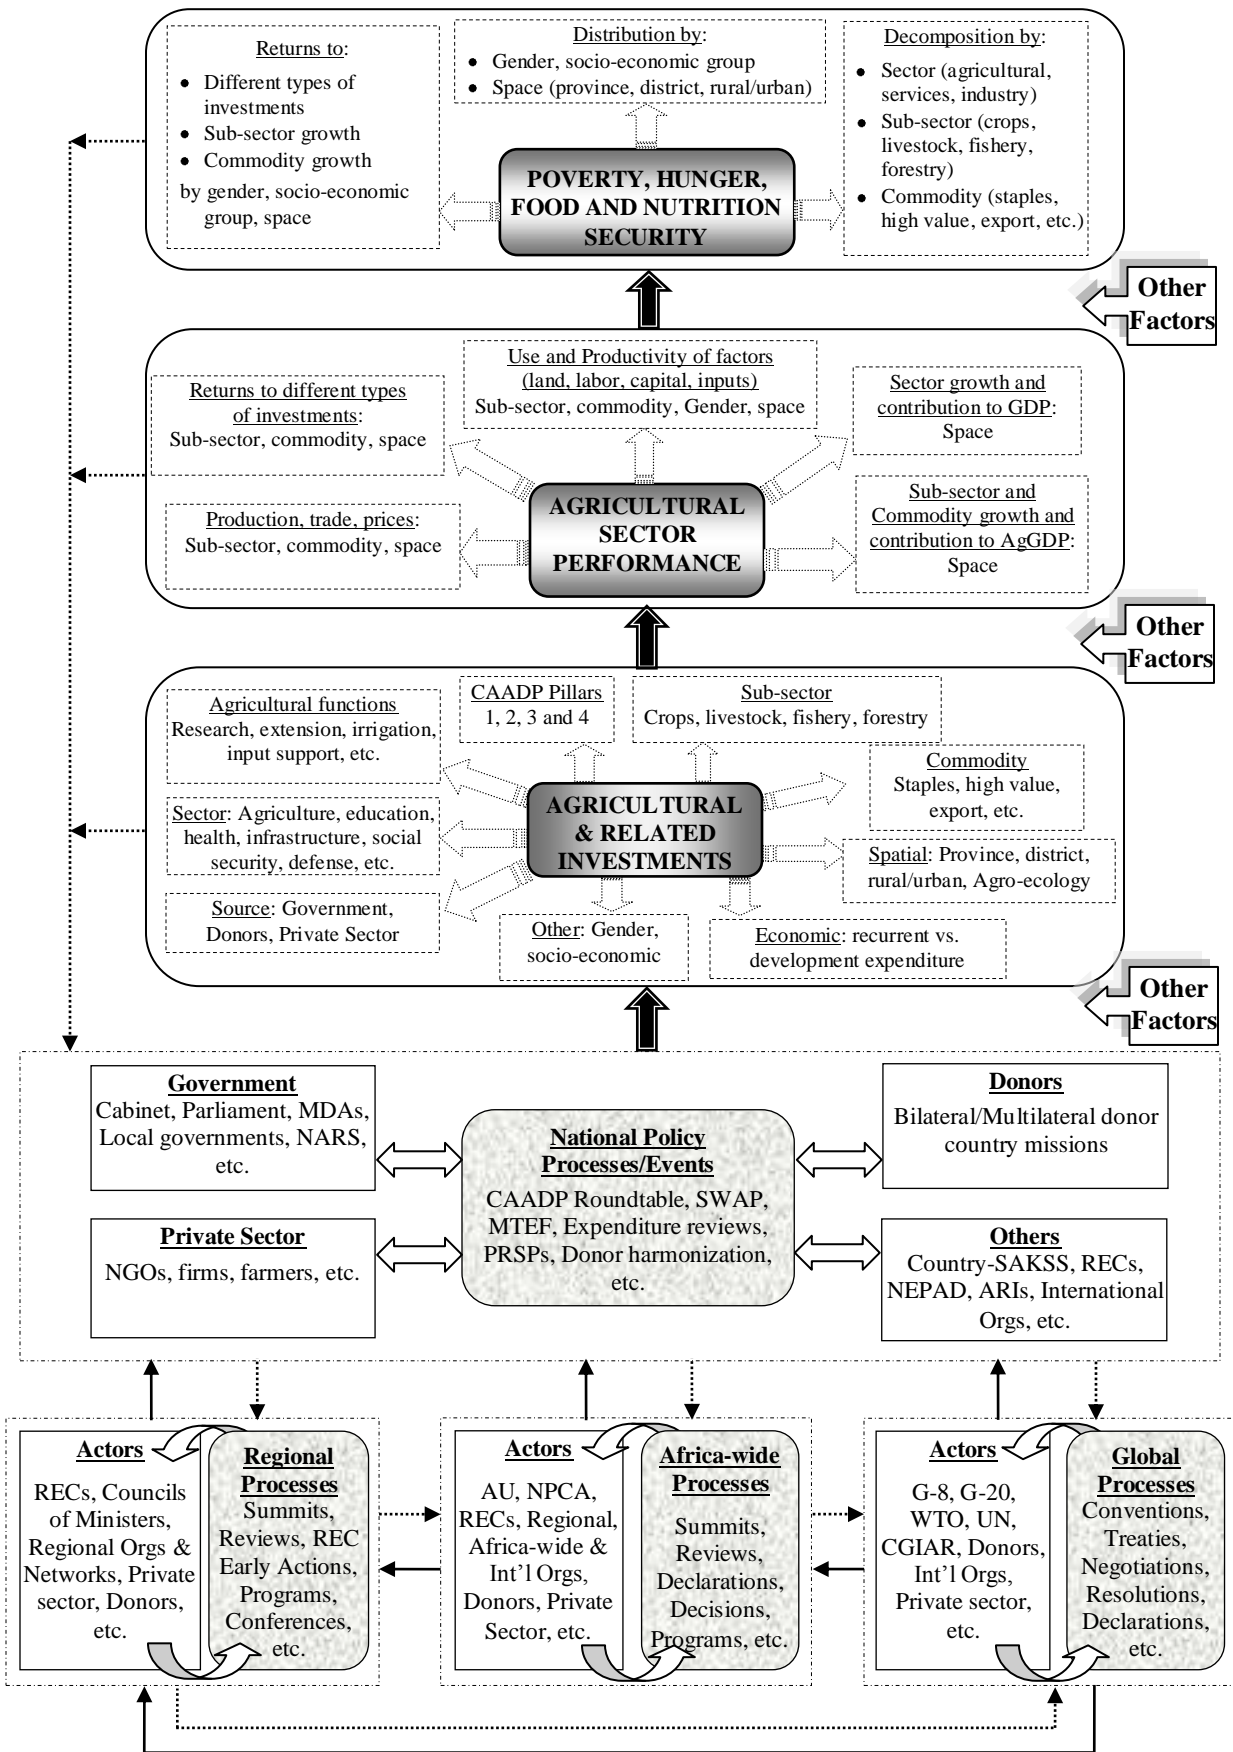 Returns to:
● Different types of
investments
● Sub-sector growth
● Commodity growth
by gender, socio-economic
group, space
Distribution by:
● Gender, socio-economic group
● Space (province, district, rural/urban)
Decomposition by:
● Sector (agricultural,
services, industry)
● Sub-sector (crops,
livestock, fishery,
forestry)
● Commodity (staples,
high value, export, etc.)
POVERTY, HUNGER,
FOOD AND NUTRITION
SECURITY
Other
Factors
Returns to different types
of investments:
Sub-sector, commodity, space
Use and Productivity of factors
(land, labor, capital, inputs)
Sub-sector, commodity, Gender, space
Sector growth and
contribution to GDP:
Space
Production, trade, prices:
Sub-sector, commodity, space
AGRICULTURAL
SECTOR
PERFORMANCE
Sub-sector and
Commodity growth and
contribution to AgGDP:
Space
Other
Factors
Agricultural functions
Research, extension, irrigation,
input support, etc.
CAADP Pillars
1, 2, 3 and 4
Sub-sector
Crops, livestock, fishery, forestry
Commodity
Staples, high value,
export, etc.
Sector: Agriculture, education,
health, infrastructure, social
security, defense, etc.
AGRICULTURAL
& RELATED
INVESTMENTS
Spatial: Province, district,
rural/urban, Agro-ecology
Source: Government,
Donors, Private Sector
Other: Gender,
socio-economic
Economic: recurrent vs.
development expenditure
Other
Factors
Government
Cabinet, Parliament, MDAs,
Local governments, NARS,
etc.
National Policy
Processes/Events
CAADP Roundtable, SWAP,
MTEF, Expenditure reviews,
PRSPs, Donor harmonization,
etc.
Donors
Bilateral/Multilateral donor
country missions
Private Sector
NGOs, firms, farmers, etc.
Others
Country-SAKSS, RECs,
NEPAD, ARIs, International
Orgs, etc.
Actors
RECs, Councils
of Ministers,
Regional Orgs &
Networks, Private
sector, Donors,
etc.
Regional
Processes
Summits,
Reviews, REC
Early Actions,
Programs,
Conferences,
etc.
Actors
AU, NPCA,
RECs, Regional,
Africa-wide &
Int’l Orgs,
Donors, Private
Sector, etc.
Africa-wide
Processes
Summits,
Reviews,
Declarations,
Decisions,
Programs, etc.
Actors
G-8, G-20,
WTO, UN,
CGIAR, Donors,
Int’l Orgs,
Private sector,
etc.
Global
Processes
Conventions,
Treaties,
Negotiations,
Resolutions,
Declarations,
etc.